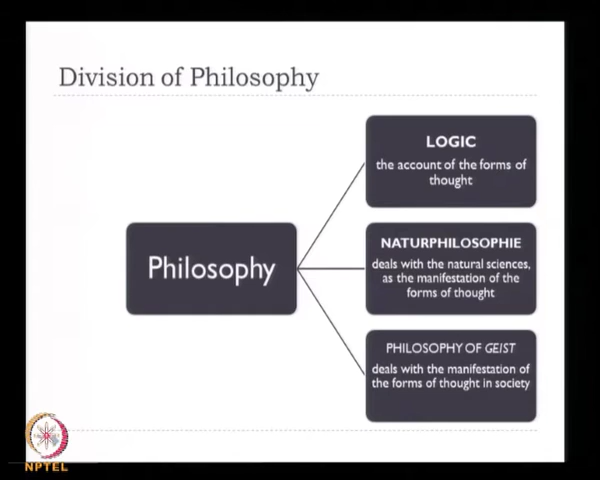 Division of Philosophy
LOGIC
the account of the forms of
thought
Philosophy
NATURPHILOSOPHIE
deals with the natural sciences,
as the manifestation of the
forms of thought
PHILOSOPHY OF GEIST
deals with the manifestation of
the forms of thought in society
NPTEL